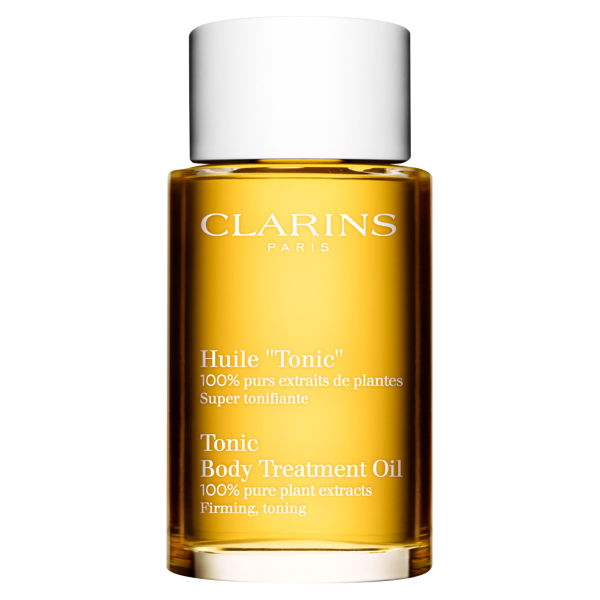 CLARINS
PARIS
Huile "Tonic"
100% purs extraits de plantes
Super tonifiante
Tonic
Body Treatment Oil
100% pure plant extracts
Firming, toning